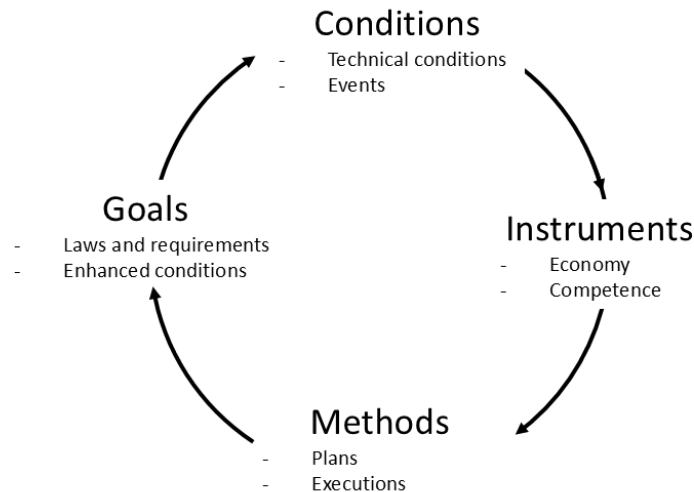 Conditions
- Technical conditions
- Events
Goals
- Laws and requirements
- Enhanced conditions
Instruments
- Economy
- Competence
Methods
- Plans
- Executions